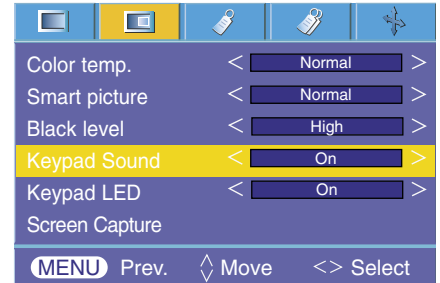 Color temp. < Normal >
Smart picture < Normal >
Black level < High >
Keypad Sound < On >
Keypad LED < On >
Screen Capture
MENU Prev. Move <> Select